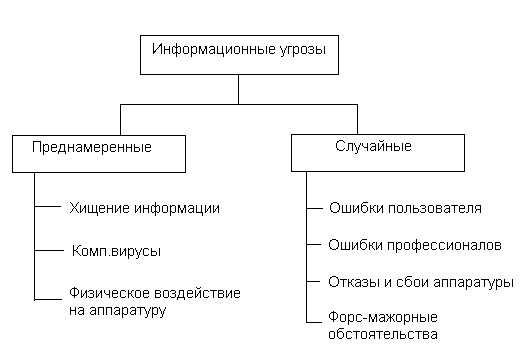 Информационные угрозы
Преднамеренные
Хищение информации
Комп.вирусы
Физическое воздействие
на аппаратуру
Случайные
Ошибки пользователя
Ошибки профессионалов
Отказы и сбои аппаратуры
Форс-мажорные
обстоятельства